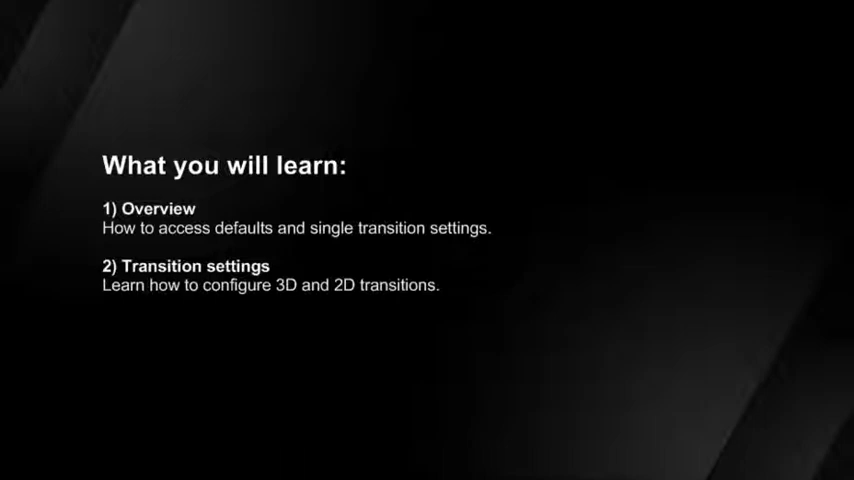 What you will learn:
1) Overview
How to access defaults and single transition settings.
2) Transition settings
Learn how to configure 3D and 2D transitions.